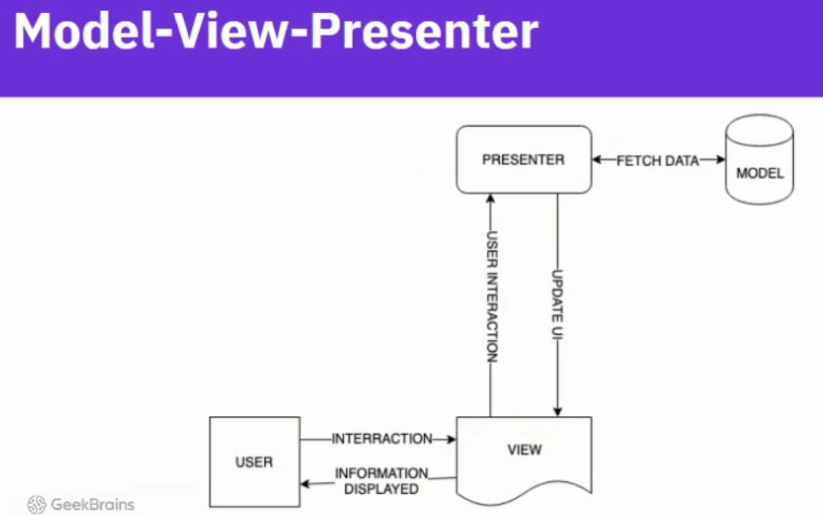 Model-View-Presenter
PRESENTER
FETCH DATA
MODEL
USER INTERACTION
UPDATE UI
USER
INTERRACTION
INFORMATION
DISPLAYED
VIEW
GeekBrains